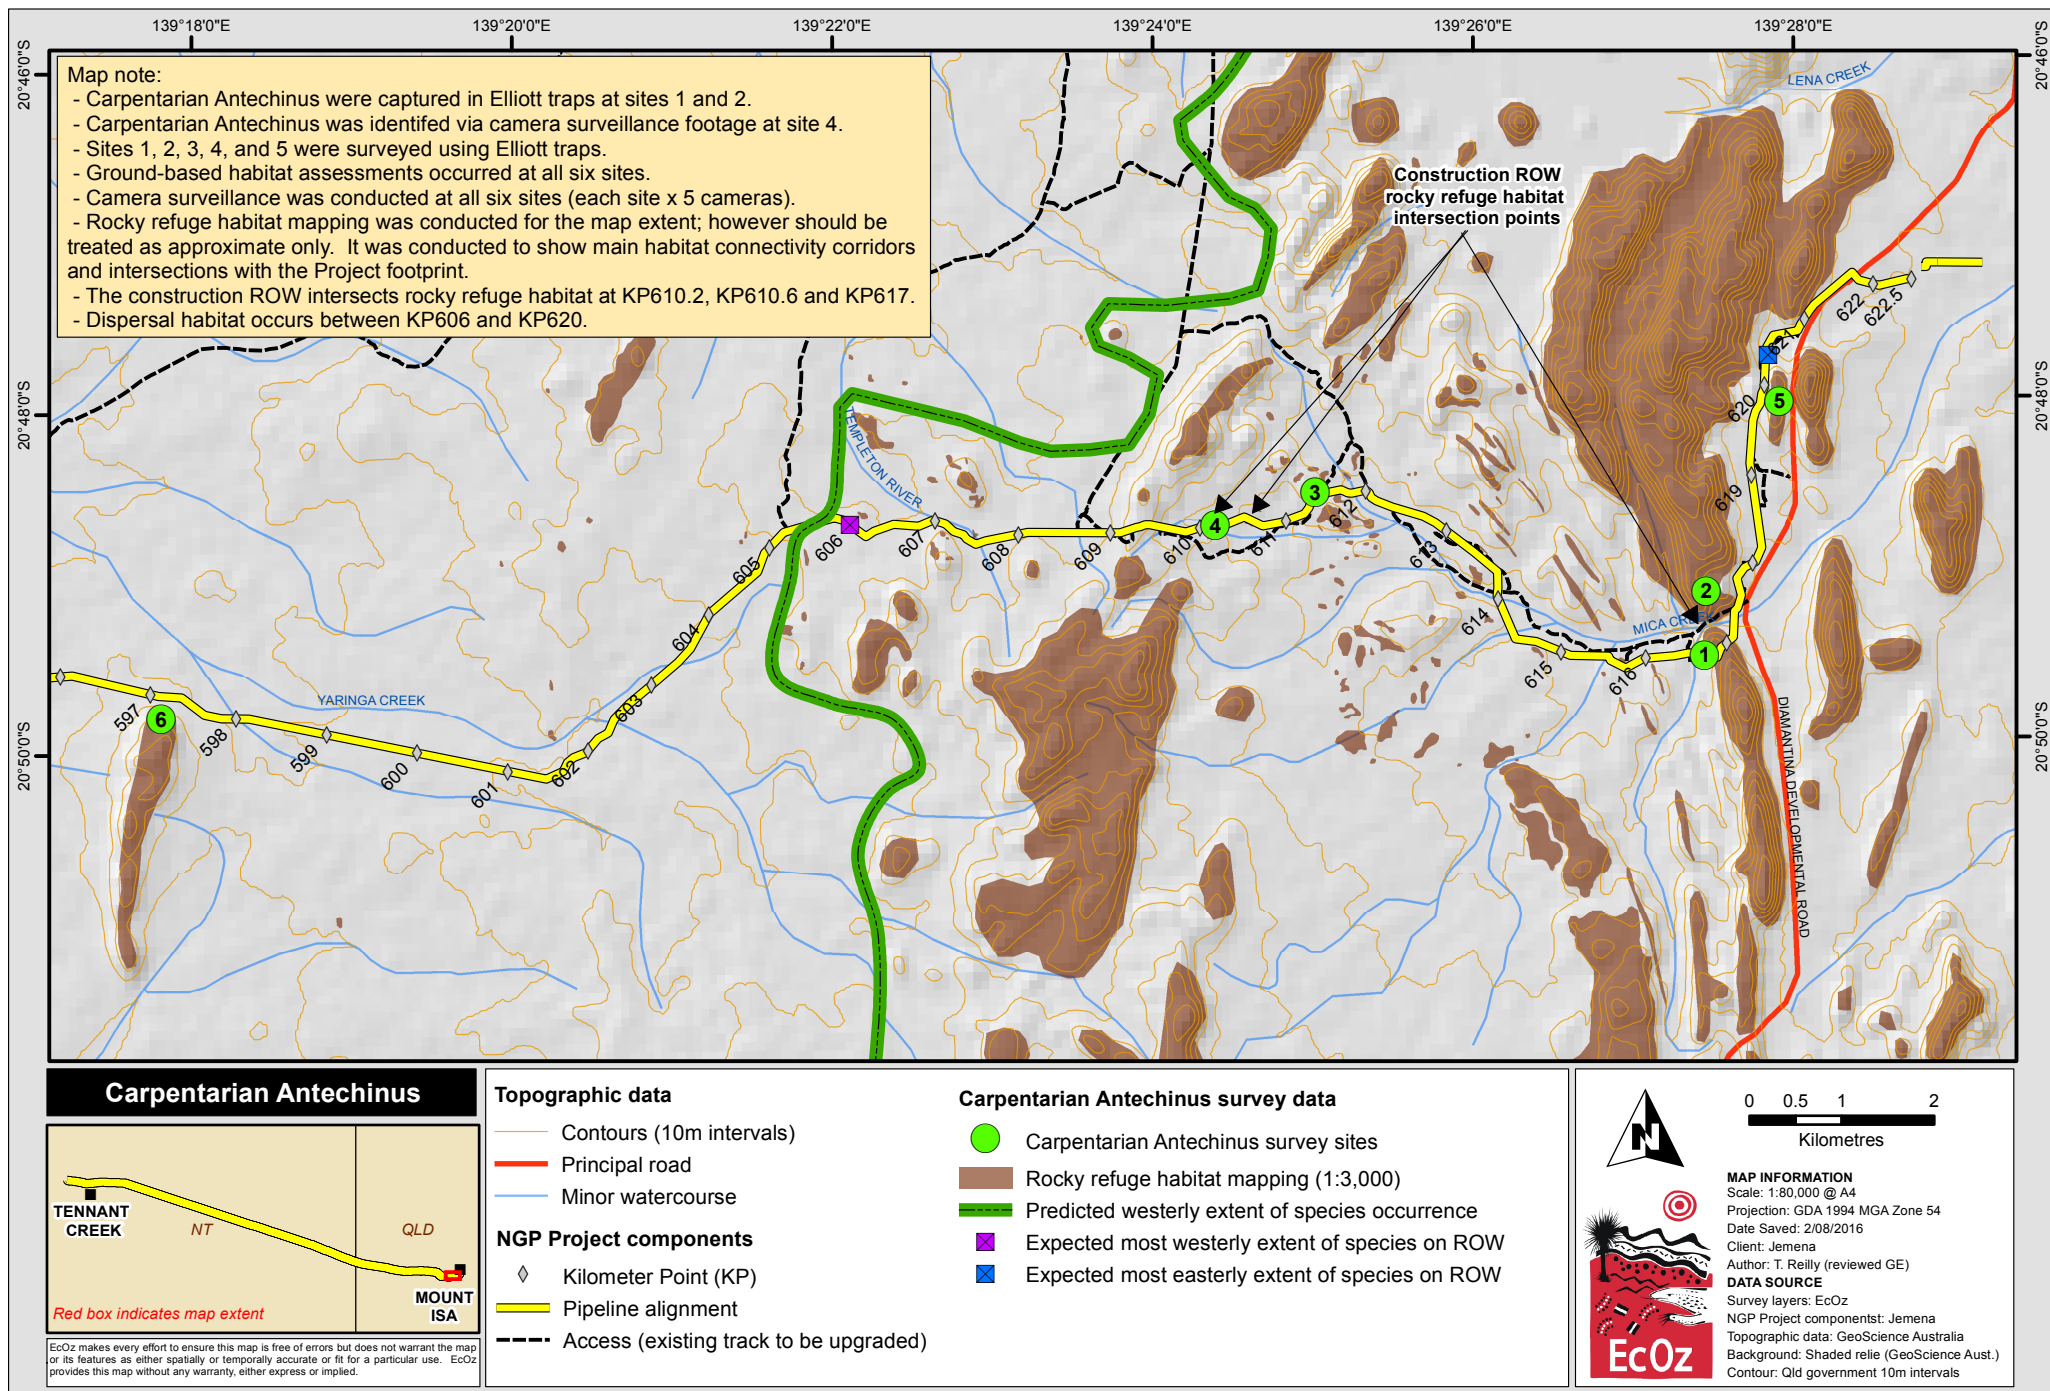 139°18'0"E
139°20'0"E
139°22'0"E
139°24'0"E
139°26'0"E
139°28'0"E
20°46'0"S
20°46'0"S
Map note:
- Carpentarian Antechinus were captured in Elliott traps at sites 1 and 2.
- Carpentarian Antechinus was identifed via camera surveillance footage at site 4.
- Sites 1, 2, 3, 4, and 5 were surveyed using Elliott traps.
- Ground-based habitat assessments occurred at all six sites.
- Camera surveillance was conducted at all six sites (each site x 5 cameras).
- Rocky refuge habitat mapping was conducted for the map extent; however should be
treated as approximate only.  It was conducted to show main habitat connectivity corridors
and intersections with the Project footprint.
- The construction ROW intersects rocky refuge habitat at KP610.2, KP610.6 and KP617.
- Dispersal habitat occurs between KP606 and KP620.
LENA CREEK
Construction ROW
rocky refuge habitat
intersection points
622
622.5
621
20°48'0"S
20°48'0"S
620
5
TEMPLETON RIVER
619
3
4
612
606
607
608
609
610
611
613
605
2
614
604
MICA CREEK
1
615
616
603
YARINGA CREEK
597
6
598
599
600
601
602
DIAMANTINA DEVELOPMENTAL ROAD
20°50'0"S
20°50'0"S
Carpentarian Antechinus
TENNANT
CREEK
NT
QLD
MOUNT
ISA
Red box indicates map extent
EcOz makes every effort to ensure this map is free of errors but does not warrant the map
or its features as either spatially or temporally accurate or fit for a particular use.  EcOz
provides this map without any warranty, either express or implied.
Topographic data
Contours (10m intervals)
Principal road
Minor watercourse
NGP Project components
Kilometer Point (KP)
Pipeline alignment
Access (existing track to be upgraded)
Carpentarian Antechinus survey data
Carpentarian Antechinus survey sites
Rocky refuge habitat mapping (1:3,000)
Predicted westerly extent of species occurrence
Expected most westerly extent of species on ROW
Expected most easterly extent of species on ROW
N
0 0.5 1 2
Kilometres
MAP INFORMATION
Scale: 1:80,000 @ A4
Projection: GDA 1994 MGA Zone 54
Date Saved: 2/08/2016
Client: Jemena
Author: T. Reilly (reviewed GE)
DATA SOURCE
Survey layers: EcOz
NGP Project componentst: Jemena
Topographic data: GeoScience Australia
Background: Shaded relie (GeoScience Aust.)
Contour: Qld government 10m intervals
EcOz